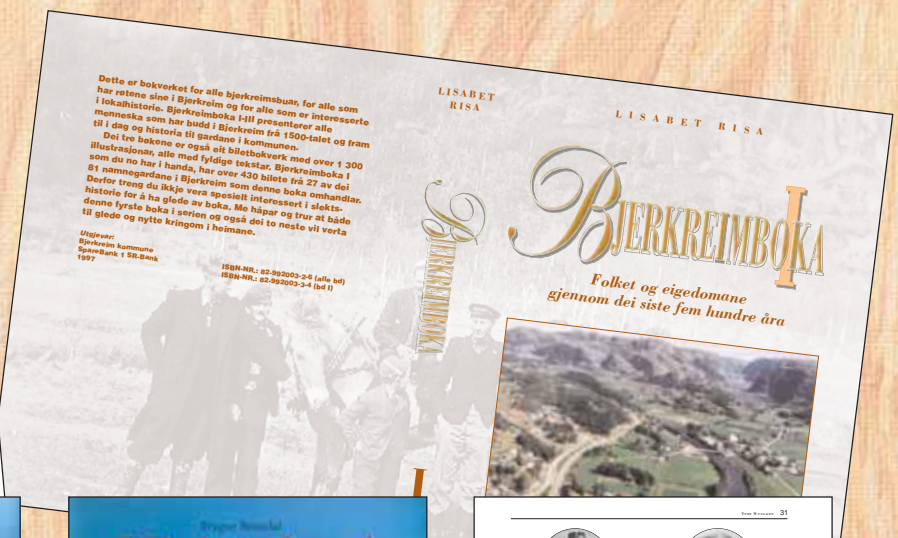 Dette er bokverket for alle bjerkreimsbuar, for alle som
har røtene sine i Bjerkreim og for alle som er interesserte
i lokalhistorie. Bjerkreimboka I-III presenterer alle
menneska som har budd i Bjerkreim frå 1500-talet og fram
til i dag og historia til gardane i kommunen.
Dei tre bøkene er også eit biletbokverk med over 1 300
illustrasjonar, alle med fyldige tekstar. Bjerkreimboka I
som du no har i handa, har over 430 bilete frå 27 av dei
81 namnegardane i Bjerkreim som denne boka omhandlar.
Derfor treng du ikkje vera spesielt interessert i slekts-
historie for å ha glede av boka. Me håpar og trur at både
denne fyrste boka i serien og også dei to neste vil verta
til glede og nytte kringom i heimane.
Utgjevar:
Bjerkreim kommune
SpareBank 1 SR-Bank
1997
ISBN-NR.: 82-992003-2-6 (alle bd)
ISBN-NR.: 82-992003-3-4 (bd I)
LISABET
RISA
BJERKREIMBOKA
I
LISABET RISA
BJERKREIMBOKA
I
Folket og eigedomane
gjennom dei siste fem hundre åra
31